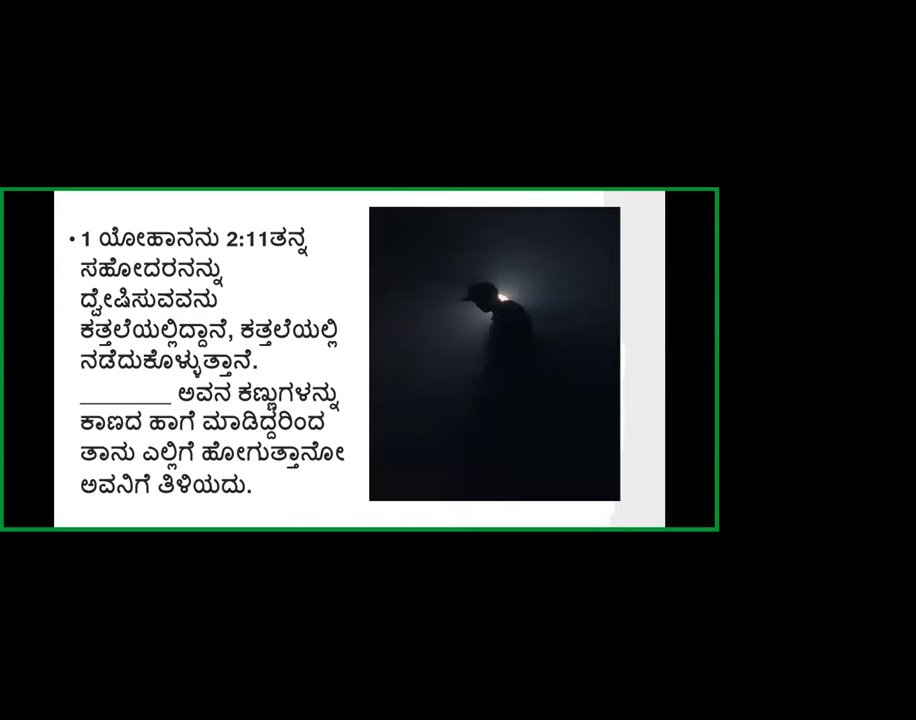 • 1 ಯೋಹಾನನು 2:11ತನ್ನ
ಸಹೋದರನನ್ನು
ದ್ವೇಷಿಸುವವನು
ಕತ್ತಲೆಯಲ್ಲಿದ್ದಾನೆ, ಕತ್ತಲೆಯಲ್ಲಿ
ನಡೆದುಕೊಳ್ಳುತ್ತಾನೆ.
________ ಅವನ ಕಣ್ಣುಗಳನ್ನು
ಕಾಣದ ಹಾಗೆ ಮಾಡಿದ್ದರಿಂದ
ತಾನು ಎಲ್ಲಿಗೆ ಹೋಗುತ್ತಾನೋ
ಅವನಿಗೆ ತಿಳಿಯದು.